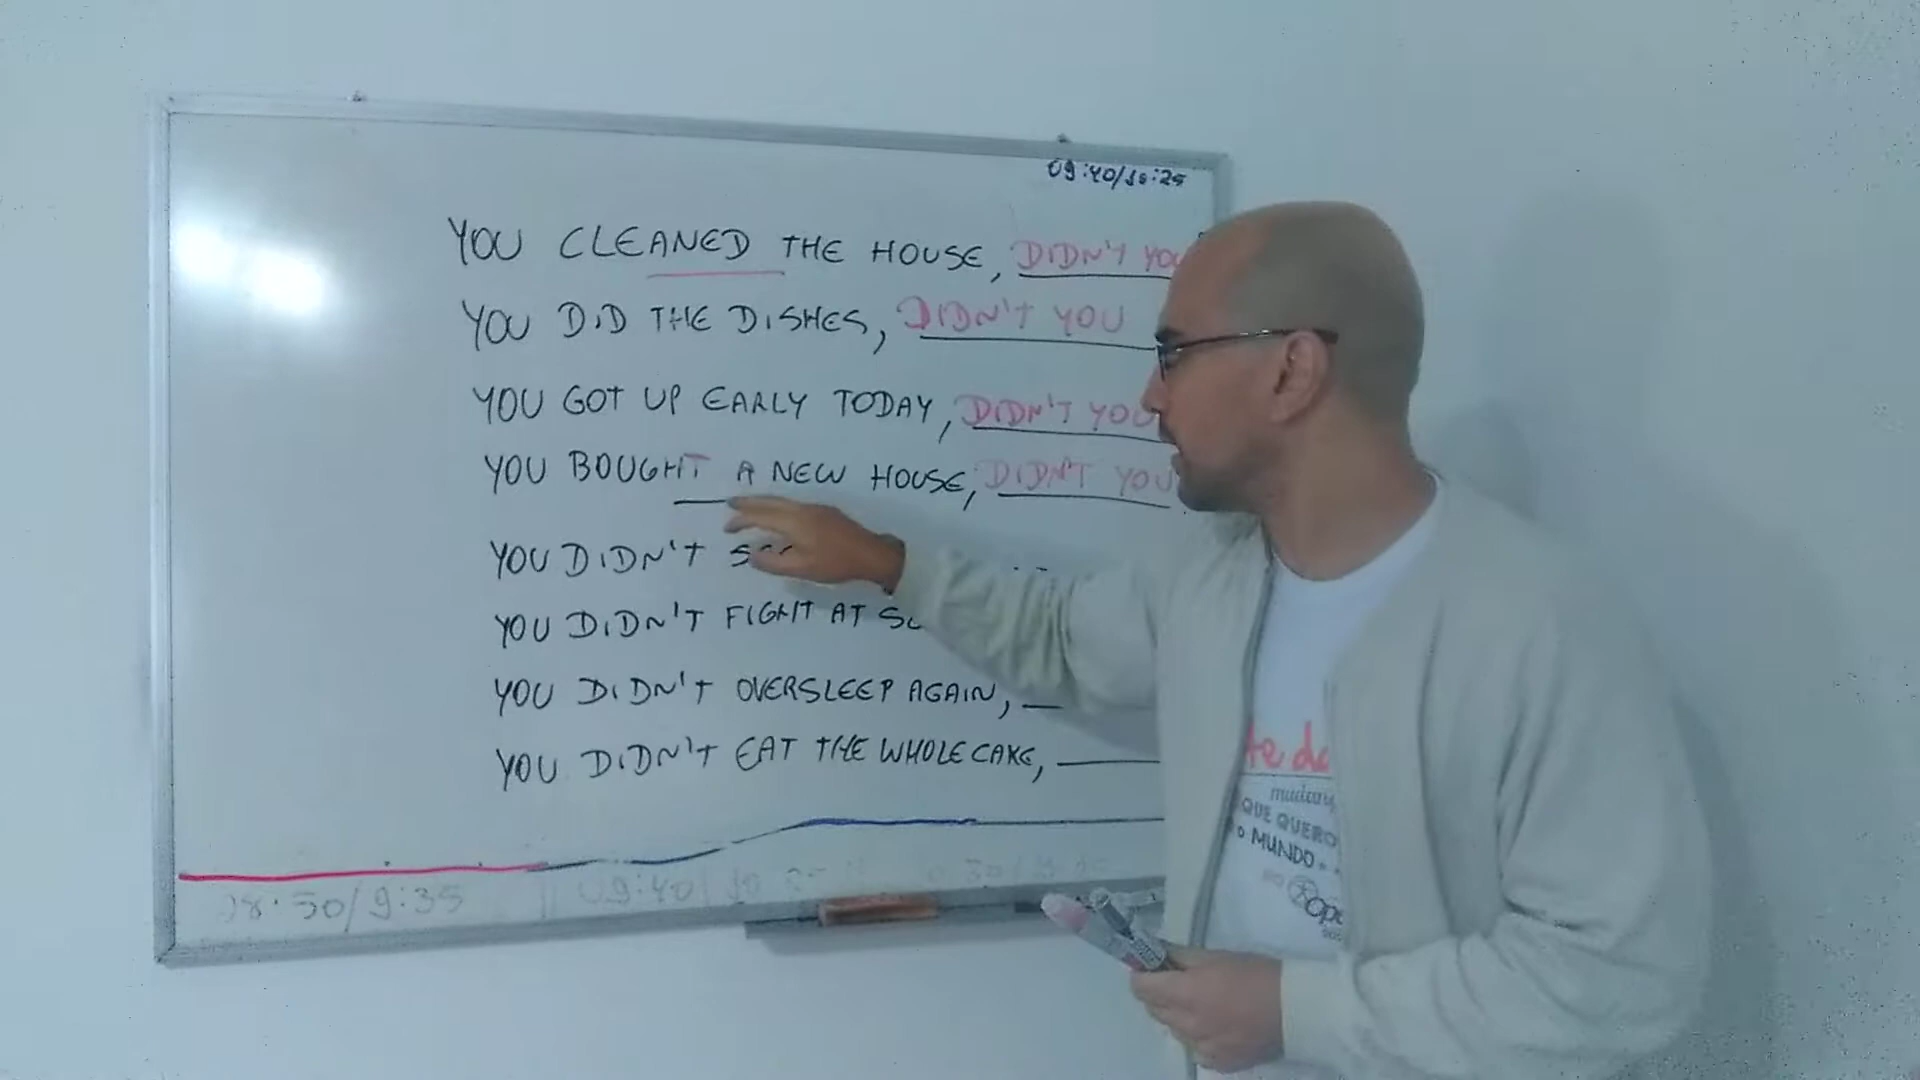 09:40/10:25
YOU CLEANED THE HOUSE, DIDN'T YOU
YOU DID THE DISHES, DIDN'T YOU
YOU GOT UP EARLY TODAY, DIDN'T YOU
YOU BOUGHT A NEW HOUSE, DIDN'T YOU
YOU DIDN'T
YOU DIDN'T FIGHT AT
YOU DIDN'T OVERSLEEP AGAIN,
YOU DIDN'T EAT THE WHOLE CAKE,
08:50/9:35
09:40
te da
QUE QUERO
O MUNDO